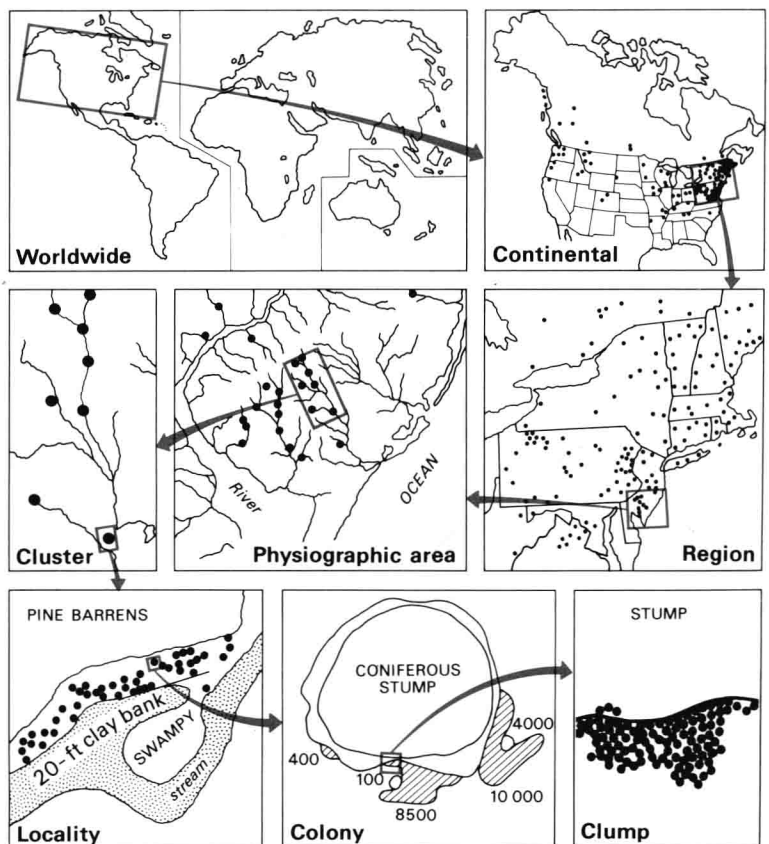 Worldwide
Continental
Cluster
River
OCEAN
Physiographic area
Region
PINE BARRENS
20-ft clay bank
SWAMPY
stream
Locality
CONIFEROUS
STUMP
400
100
8500
4000
10 000
Colony
STUMP
Clump